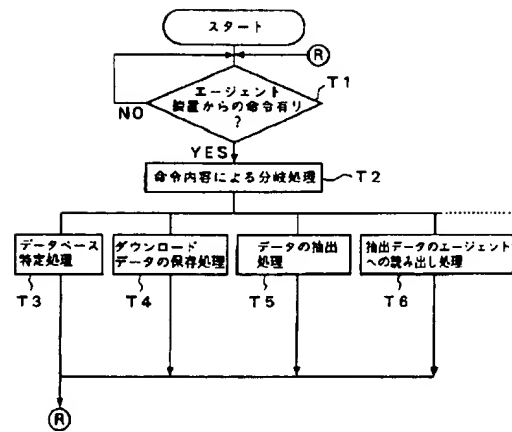 スタート
R
エージェント
装置からの命令有リ
?
T1
NO
YES
命令内容による分岐処理
T2
データベース
特定処理
ダウンロード
データの保存処理
データの抽出
処理
抽出データのエージェント
への読み出し処理
T3
T4
T5
T6
R